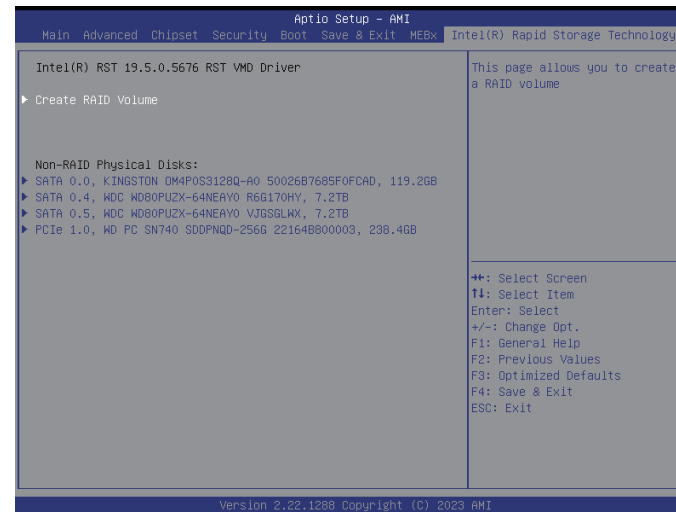 Aptio Setup - AMI
Main Advanced Chipset Security Boot Save & Exit MEBx Intel(R) Rapid Storage Technology
Intel(R) RST 19.5.0.5676 RST VMD Driver
Create RAID Volume
Non-RAID Physical Disks:
SATA 0.0, KINGSTON OM4P0S3128Q-A0 50026B7685F0FCAD, 119.2GB
SATA 0.4, WDC WD80PUZX-64NEAY0 R6G170HY, 7.2TB
SATA 0.5, WDC WD80PUZX-64NEAY0 VJGSGLWX, 7.2TB
PCIe 1.0, WD PC SN740 SDDPNQD-256G 22164B800003, 238.4GB
This page allows you to create
a RAID volume
→←: Select Screen
↑↓: Select Item
Enter: Select
+/-: Change Opt.
F1: General Help
F2: Previous Values
F3: Optimized Defaults
F4: Save & Exit
ESC: Exit
Version 2.22.1288 Copyright (C) 2023 AMI